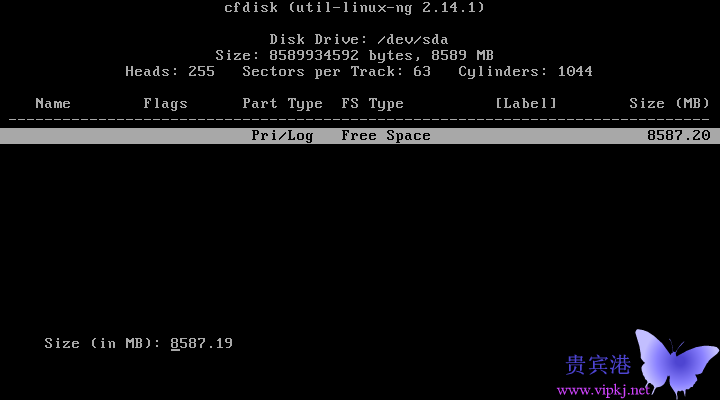 cfdisk (util-linux-ng 2.14.1)
Disk Drive: /dev/sda
Size: 8589934592 bytes, 8589 MB
Heads: 255 Sectors per Track: 63 Cylinders: 1044
Name Flags Part Type FS Type [Label] Size (MB)
Pri/Log Free Space 8587.20
Size (in MB): 8587.19
贵宾港
www.vipkj.net